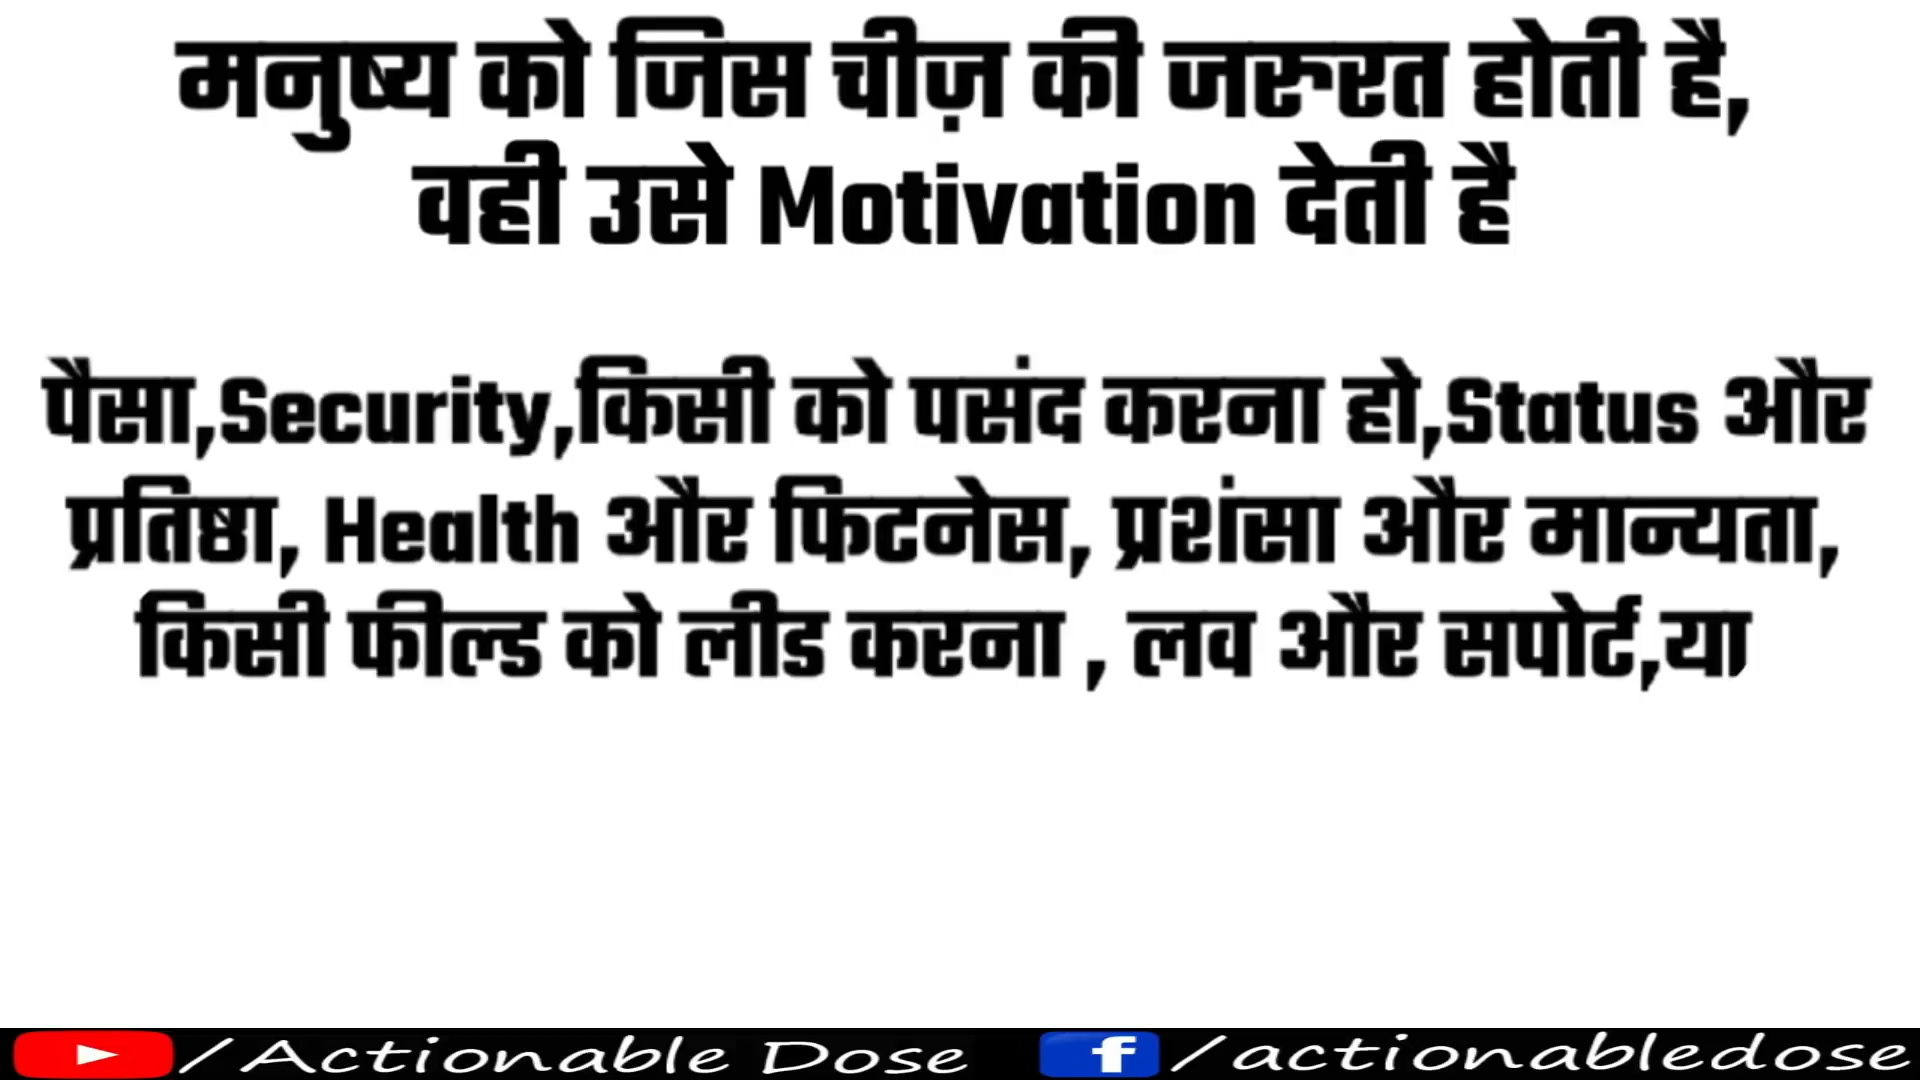 मनुष्य को जिस चीज़ की जरुरत होती है,
वही उसे Motivation देती है
पैसा,Security,किसी को पसंद करना हो,Status और
प्रतिष्ठा, Health और फिटनेस, प्रशंसा और मान्यता,
किसी फील्ड को लीड करना , लव और सपोर्ट,या
/Actionable Dose f/actionabledose